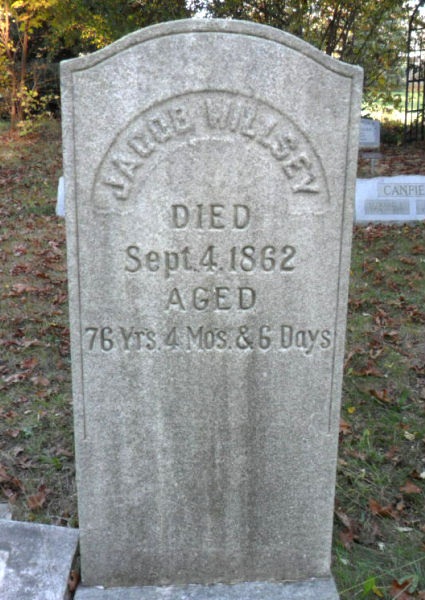 JACOB WILLSEY
DIED
Sept. 4. 1862
AGED
76 Yrs. 4 Mos. & 6 Days
CANFIE